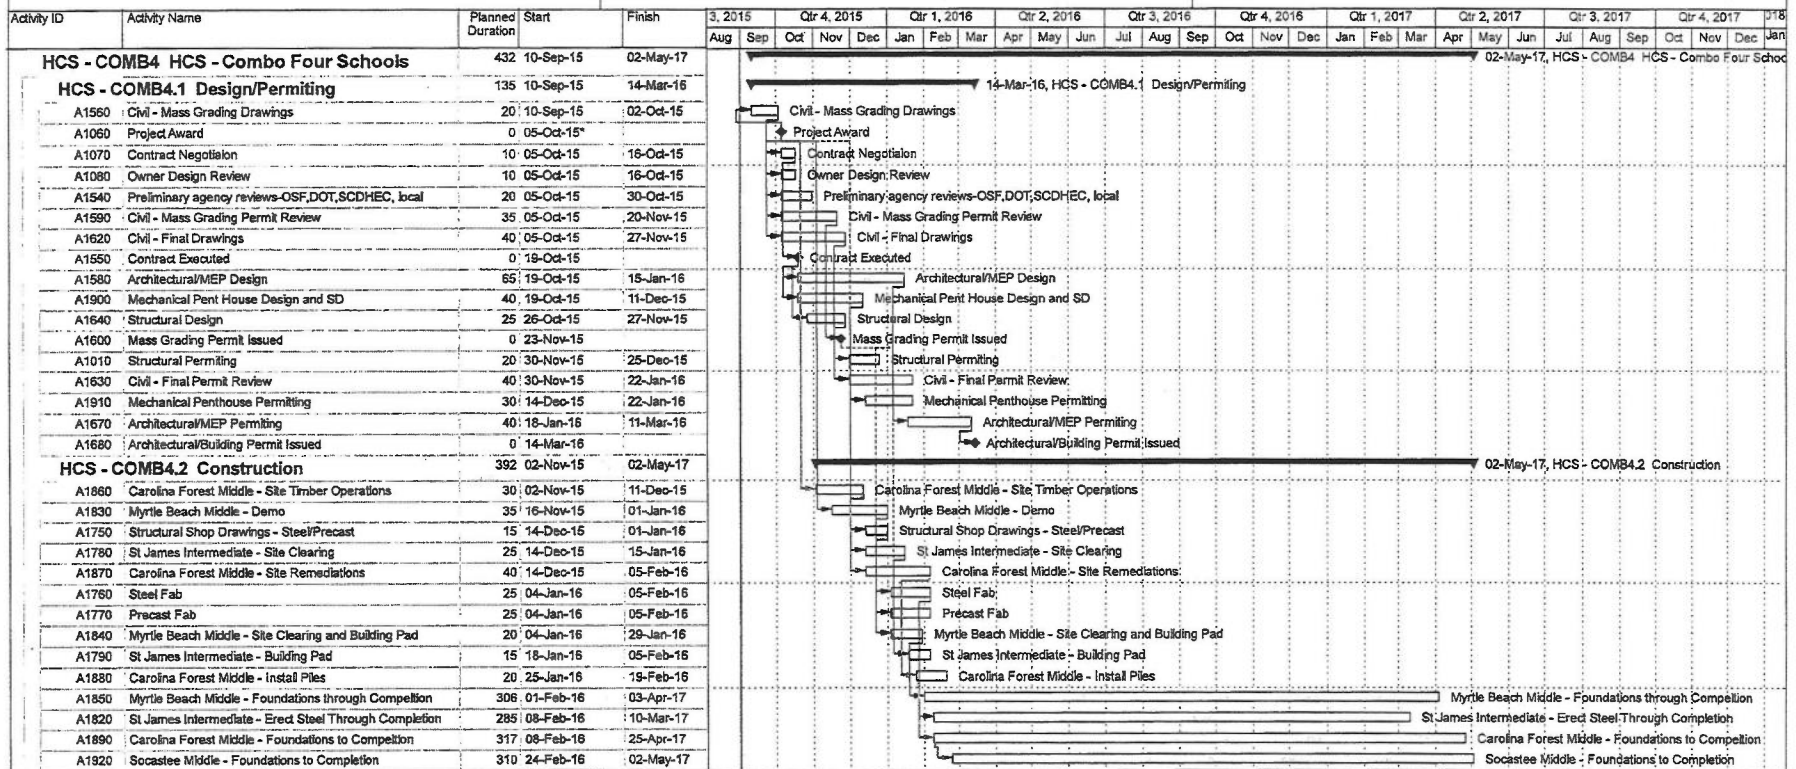 Activity ID Activity Name Planned Duration Start Finish 3, 2015 Qtr 4, 2015 Qtr 1, 2016 Qtr 2, 2016 Qtr 3, 2016 Qtr 4, 2016 Qtr 1, 2017 Qtr 2, 2017 Qtr 3, 2017 Qtr 4, 2017 018
Aug Sep Oct Nov Dec Jan Feb Mar Apr May Jun Jul Aug Sep Oct Nov Dec Jan Feb Mar Apr May Jun Jul Aug Sep Oct Nov Dec Jan
HCS - COMB4 HCS - Combo Four Schools 432 10-Sep-15 02-May-17 02-May-17, HCS - COMB4 HCS - Combo Four Schoo
HCS - COMB4.1 Design/Permiting 135 10-Sep-15 14-Mar-16 14-Mar-16, HCS - COMB4.1 Design/Permiting
A1560 Civil - Mass Grading Drawings 20 10-Sep-15 02-Oct-15 Civil - Mass Grading Drawings
A1060 Project Award 0 05-Oct-15* Project Award
A1070 Contract Negotiaion 10 05-Oct-15 16-Oct-15 Contract Negotiaion
A1080 Owner Design Review 10 05-Oct-15 16-Oct-15 Owner Design Review
A1540 Preliminary agency reviews-OSF,DOT,SCDHEC, local 20 05-Oct-15 30-Oct-15 Preliminary agency reviews-OSF,DOT,SCDHEC, local
A1590 Civil - Mass Grading Permit Review 35 05-Oct-15 20-Nov-15 Civil - Mass Grading Permit Review
A1620 Civil - Final Drawings 40 05-Oct-15 27-Nov-15 Civil - Final Drawings
A1550 Contract Executed 0 19-Oct-15 Contract Executed
A1580 Architectural/MEP Design 65 19-Oct-15 15-Jan-16 Architectural/MEP Design
A1900 Mechanical Pent House Design and SD 40 19-Oct-15 11-Dec-15 Mechanical Pent House Design and SD
A1640 Structural Design 25 26-Oct-15 27-Nov-15 Structural Design
A1600 Mass Grading Permit Issued 0 23-Nov-15 Mass Grading Permit Issued
A1010 Structural Permiting 20 30-Nov-15 25-Dec-15 Structural Permiting
A1630 Civil - Final Permit Review 40 30-Nov-15 22-Jan-16 Civil - Final Permit Review
A1910 Mechanical Penthouse Permitting 30 14-Dec-15 22-Jan-16 Mechanical Penthouse Permitting
A1670 Architectural/MEP Permiting 40 18-Jan-16 11-Mar-16 Architectural/MEP Permiting
A1680 Architectural/Building Permit Issued 0 14-Mar-16 Architectural/Building Permit Issued
HCS - COMB4.2 Construction 392 02-Nov-15 02-May-17 02-May-17, HCS - COMB4.2 Construction
A1860 Carolina Forest Middle - Site Timber Operations 30 02-Nov-15 11-Dec-15 Carolina Forest Middle - Site Timber Operations
A1830 Myrtle Beach Middle - Demo 35 16-Nov-15 01-Jan-16 Myrtle Beach Middle - Demo
A1750 Structural Shop Drawings - Steel/Precast 15 14-Dec-15 01-Jan-16 Structural Shop Drawings - Steel/Precast
A1780 St James Intermediate - Site Clearing 25 14-Dec-15 15-Jan-16 St James Intermediate - Site Clearing
A1870 Carolina Forest Middle - Site Remediations 40 14-Dec-15 05-Feb-16 Carolina Forest Middle - Site Remediations
A1760 Steel Fab 25 04-Jan-16 05-Feb-16 Steel Fab
A1770 Precast Fab 25 04-Jan-16 05-Feb-16 Precast Fab
A1840 Myrtle Beach Middle - Site Clearing and Building Pad 20 04-Jan-16 29-Jan-16 Myrtle Beach Middle - Site Clearing and Building Pad
A1790 St James Intermediate - Building Pad 15 18-Jan-16 05-Feb-16 St James Intermediate - Building Pad
A1880 Carolina Forest Middle - Install Piles 20 25-Jan-16 19-Feb-16 Carolina Forest Middle - Install Piles
A1850 Myrtle Beach Middle - Foundations through Compeltion 306 01-Feb-16 03-Apr-17 Myrtle Beach Middle - Foundations through Compeltion
A1820 St James Intermediate - Erect Steel Through Completion 285 08-Feb-16 10-Mar-17 St James Intermediate - Erect Steel Through Completion
A1890 Carolina Forest Middle - Foundations to Compeltion 317 08-Feb-16 25-Apr-17 Carolina Forest Middle - Foundations to Compeltion
A1920 Socastee Middle - Foundations to Completion 310 24-Feb-16 02-May-17 Socastee Middle - Foundations to Completion